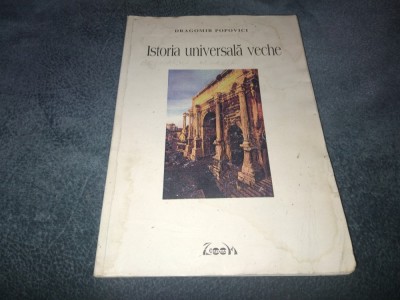 DRAGOMIR POPOVICI
Istoria universală veche